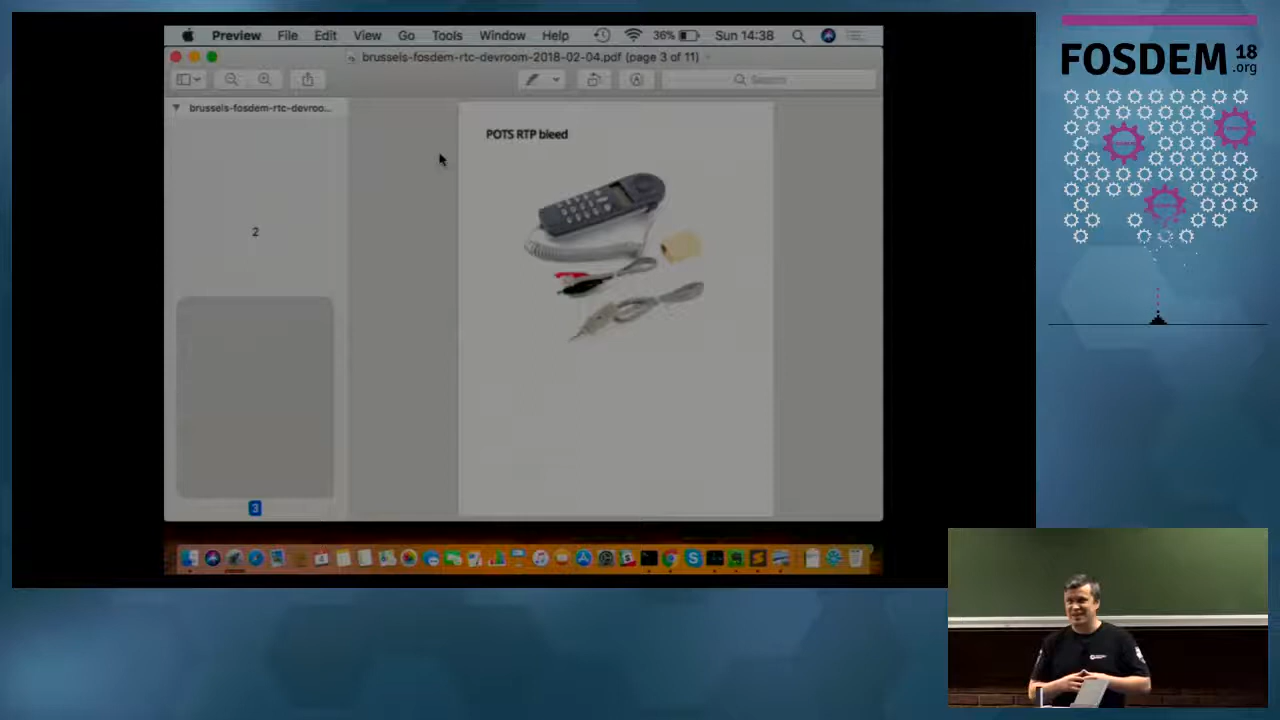 Preview File Edit View Go Tools Window Help 36% Sun 14:38
brussels-fosdem-rtc-devroom-2018-02-04.pdf (page 3 of 11)
Search
brussels-fosdem-rtc-devroo...
POTS RTP bleed
2
3
FOSDEM 18
.org